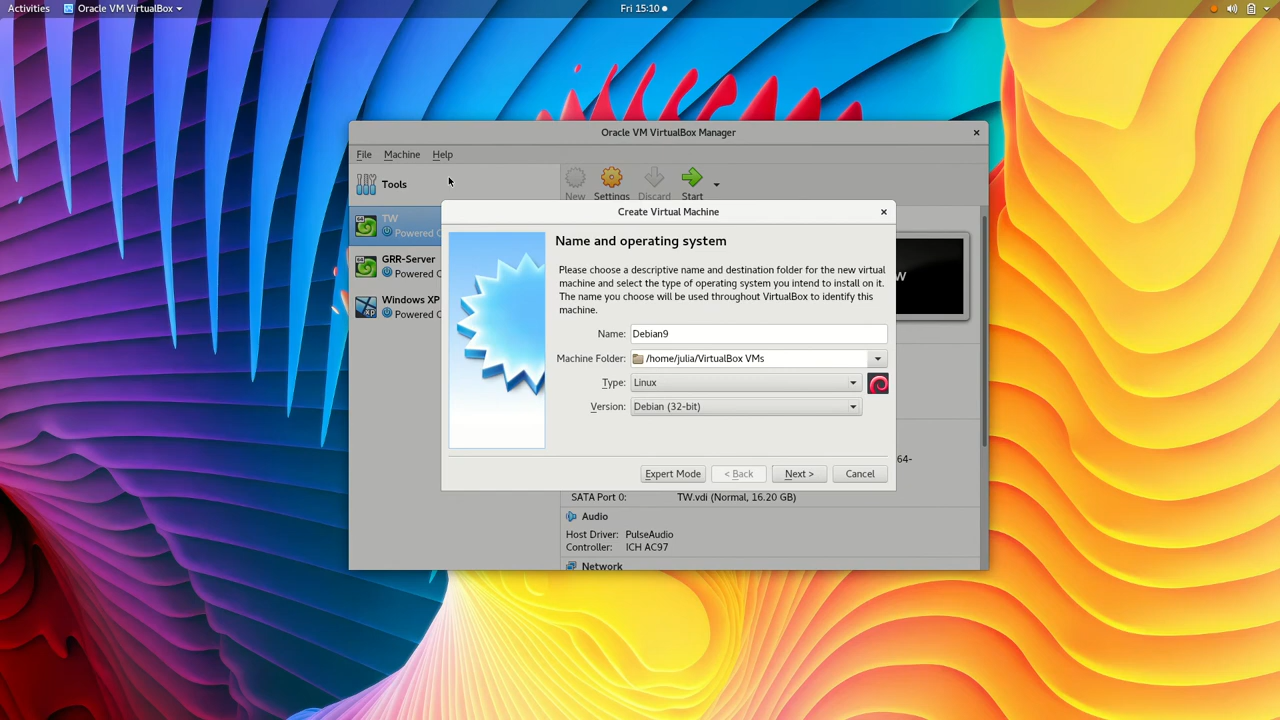 Activities
Oracle VM VirtualBox
Fri 15:10
Oracle VM VirtualBox Manager
File Machine Help
Tools
New Settings Discard Start
TW
Powered
GRR-Server
Powered
Windows XP
Powered
Create Virtual Machine
Name and operating system
Please choose a descriptive name and destination folder for the new virtual
machine and select the type of operating system you intend to install on it.
The name you choose will be used throughout VirtualBox to identify this
machine.
Name: Debian9
Machine Folder: /home/julia/VirtualBox VMs
Type: Linux
Version: Debian (32-bit)
Expert Mode < Back Next > Cancel
64-
SATA Port 0: TW.vdi (Normal, 16.20 GB)
Audio
Host Driver: PulseAudio
Controller: ICH AC97
Network